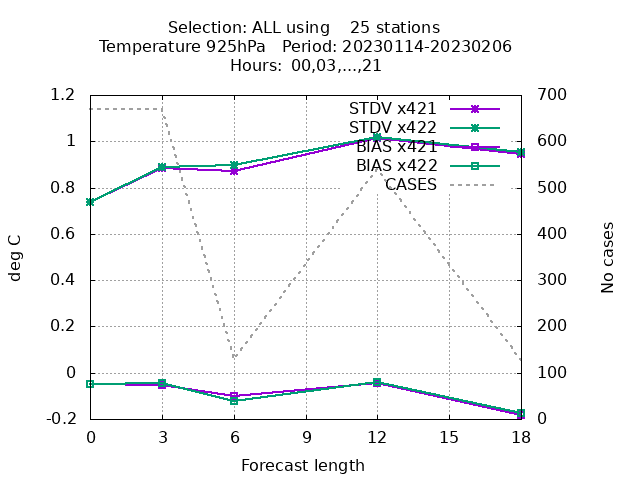 Selection: ALL using    25 stations
Temperature 925hPa   Period: 20230114-20230206
Hours:  00,03,...,21
1.2
1
0.8
0.6
0.4
0.2
0
-0.2
deg C
STDV x421
STDV x422
BIAS x421
BIAS x422
CASES
700
600
500
400
300
200
100
0
No cases
0 3 6 9 12 15 18
Forecast length